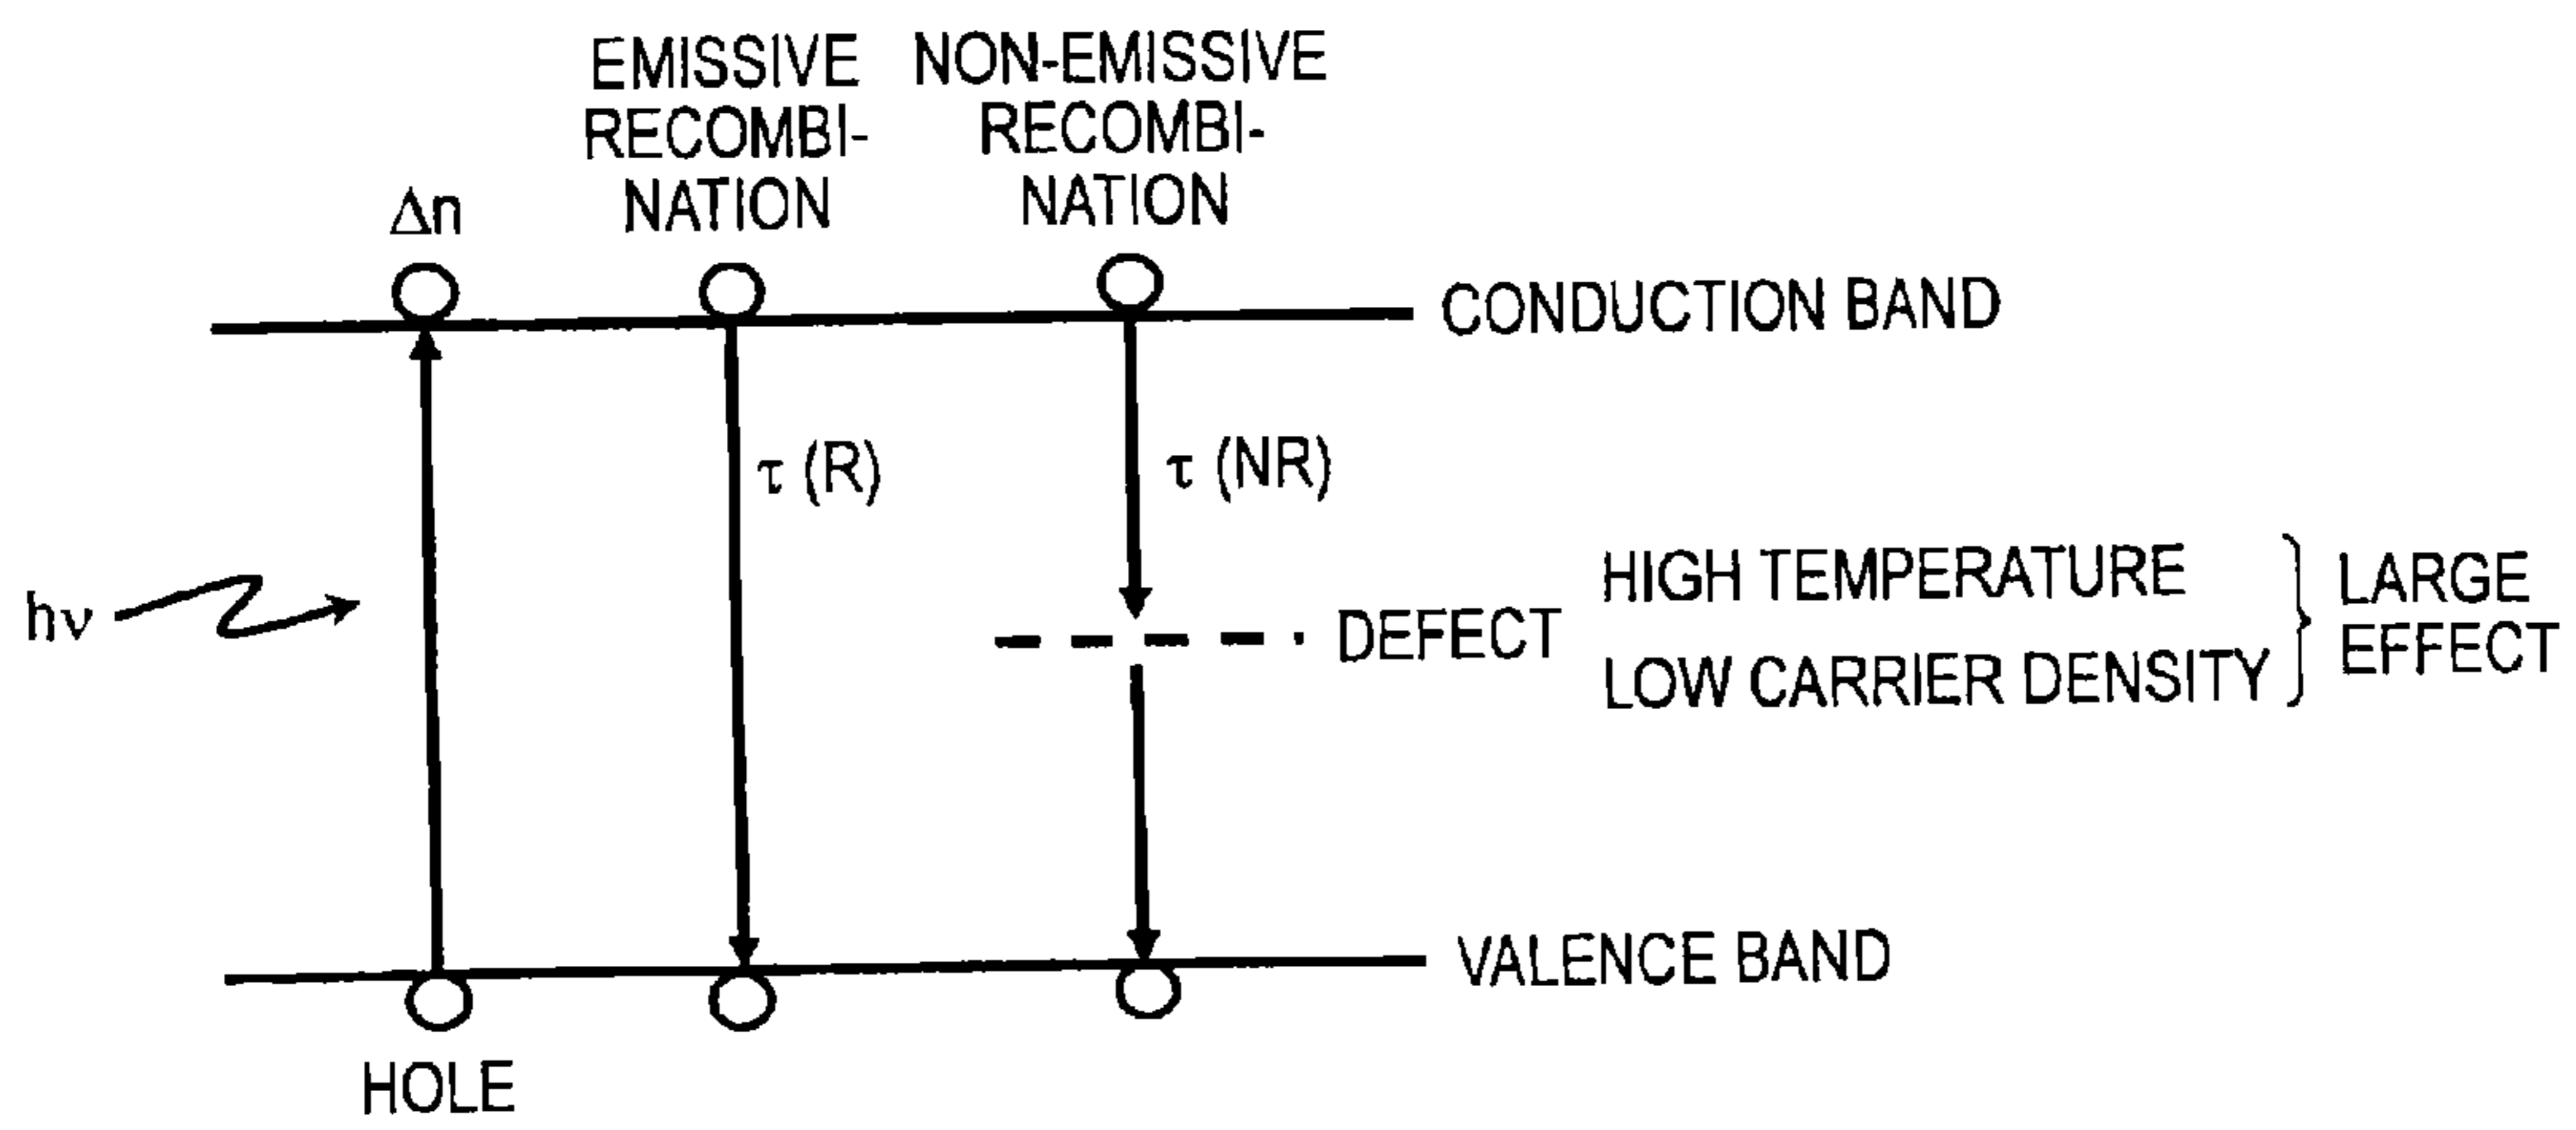 EMISSIVE
RECOMBI-
NATION
NON-EMISSIVE
RECOMBI-
NATION
Δn
CONDUCTION BAND
τ (R)
τ (NR)
hν
DEFECT
HIGH TEMPERATURE
LOW CARRIER DENSITY
LARGE
EFFECT
VALENCE BAND
HOLE